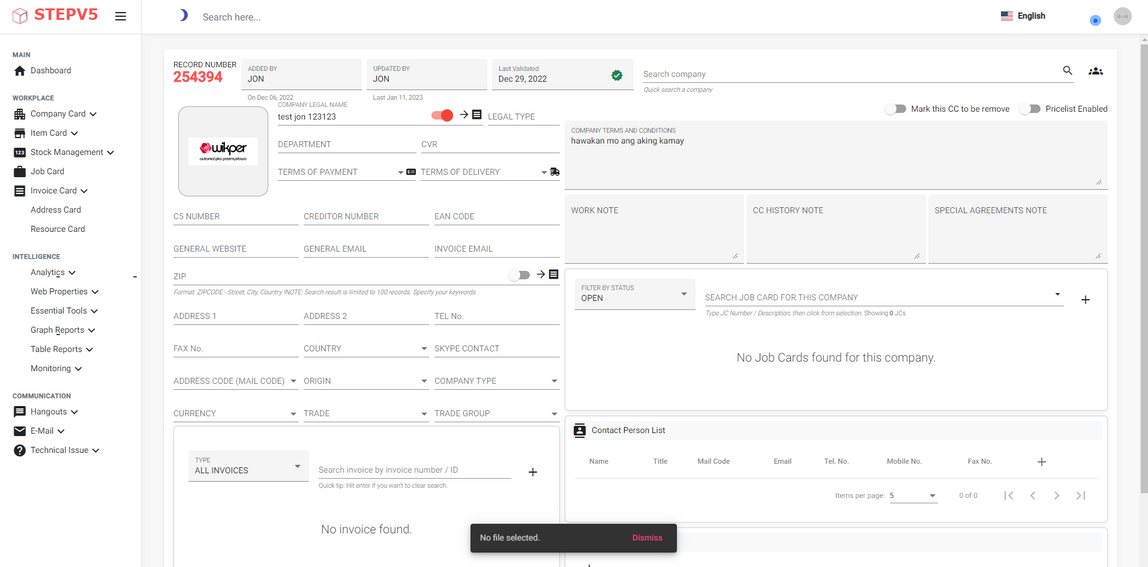 STEPV5
Search here...
English
MAIN
Dashboard
WORKPLACE
Company Card
Item Card
123 Stock Management
Job Card
Invoice Card
Address Card
Resource Card
INTELLIGENCE
Analytics
Web Properties
Essential Tools
Graph Reports
Table Reports
Monitoring
COMMUNICATION
Hangouts
E-Mail
Technical Issue
RECORD NUMBER
254394
ADDED BY
JON
On Dec 06, 2022
UPDATED BY
JON
Last Jan 11, 2023
Last Validated
Dec 29, 2022
Search company
Quick search a company
wikper
automatyka przemysłowa
COMPANY LEGAL NAME
test jon 123123
LEGAL TYPE
DEPARTMENT
CVR
TERMS OF PAYMENT
TERMS OF DELIVERY
Mark this CC to be remove
Pricelist Enabled
COMPANY TERMS AND CONDITIONS
hawakan mo ang aking kamay
WORK NOTE
CC HISTORY NOTE
SPECIAL AGREEMENTS NOTE
C5 NUMBER
CREDITOR NUMBER
EAN CODE
GENERAL WEBSITE
GENERAL EMAIL
INVOICE EMAIL
ZIP
Format: ZIPCODE - Street, City, Country !NOTE: Search result is limited to 100 records. Specify your keywords
ADDRESS 1
ADDRESS 2
TEL No.
FAX No.
COUNTRY
SKYPE CONTACT
ADDRESS CODE (MAIL CODE)
ORIGIN
COMPANY TYPE
CURRENCY
TRADE
TRADE GROUP
FILTER BY STATUS
OPEN
SEARCH JOB CARD FOR THIS COMPANY
Type JC Number / Description, then click from selection. Showing 0 JCs
No Job Cards found for this company.
TYPE
ALL INVOICES
Search invoice by invoice number / ID
Quick tip: Hit enter if you wan't to clear search.
No invoice found.
Contact Person List
Name Title Mail Code Email Tel. No. Mobile No. Fax No.
Items per page: 5 0 of 0
No file selected. Dismiss